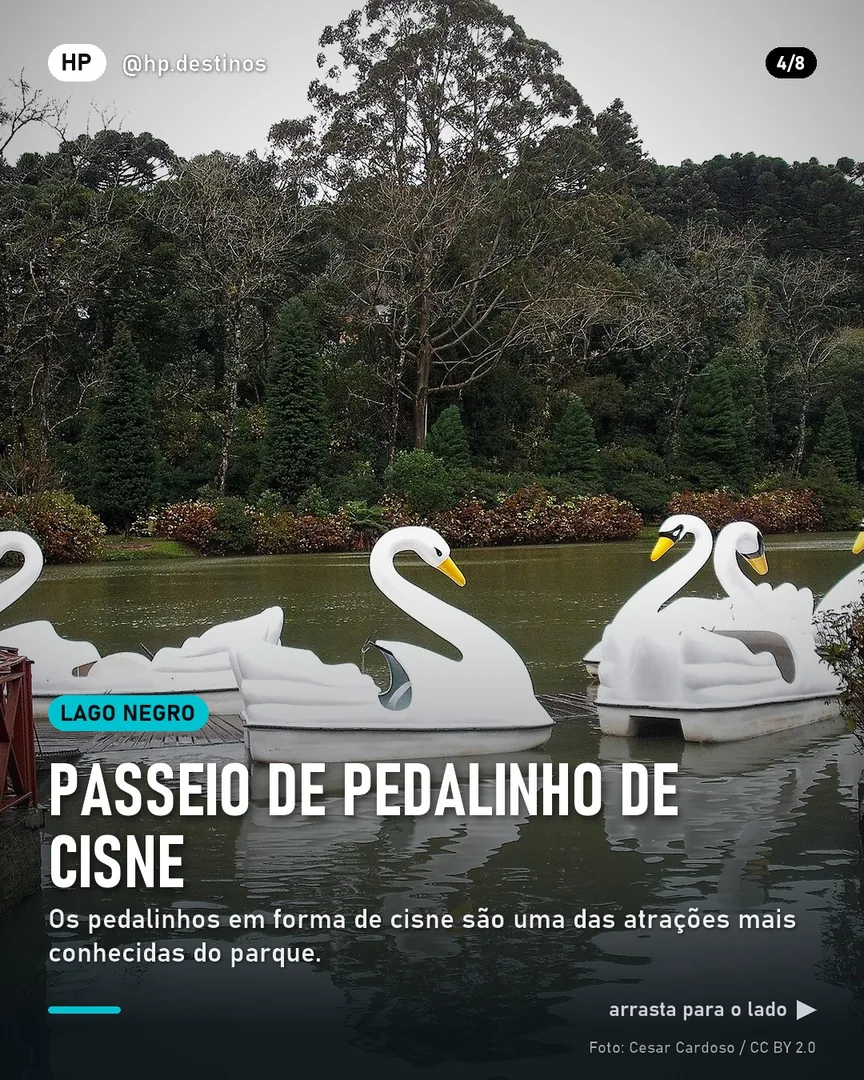 HP @hp.destinos 4/8
LAGO NEGRO
PASSEIO DE PEDALINHO DE
CISNE
Os pedalinhos em forma de cisne são uma das atrações mais
conhecidas do parque.
arrasta para o lado ▶
Foto: Cesar Cardoso / CC BY 2.0